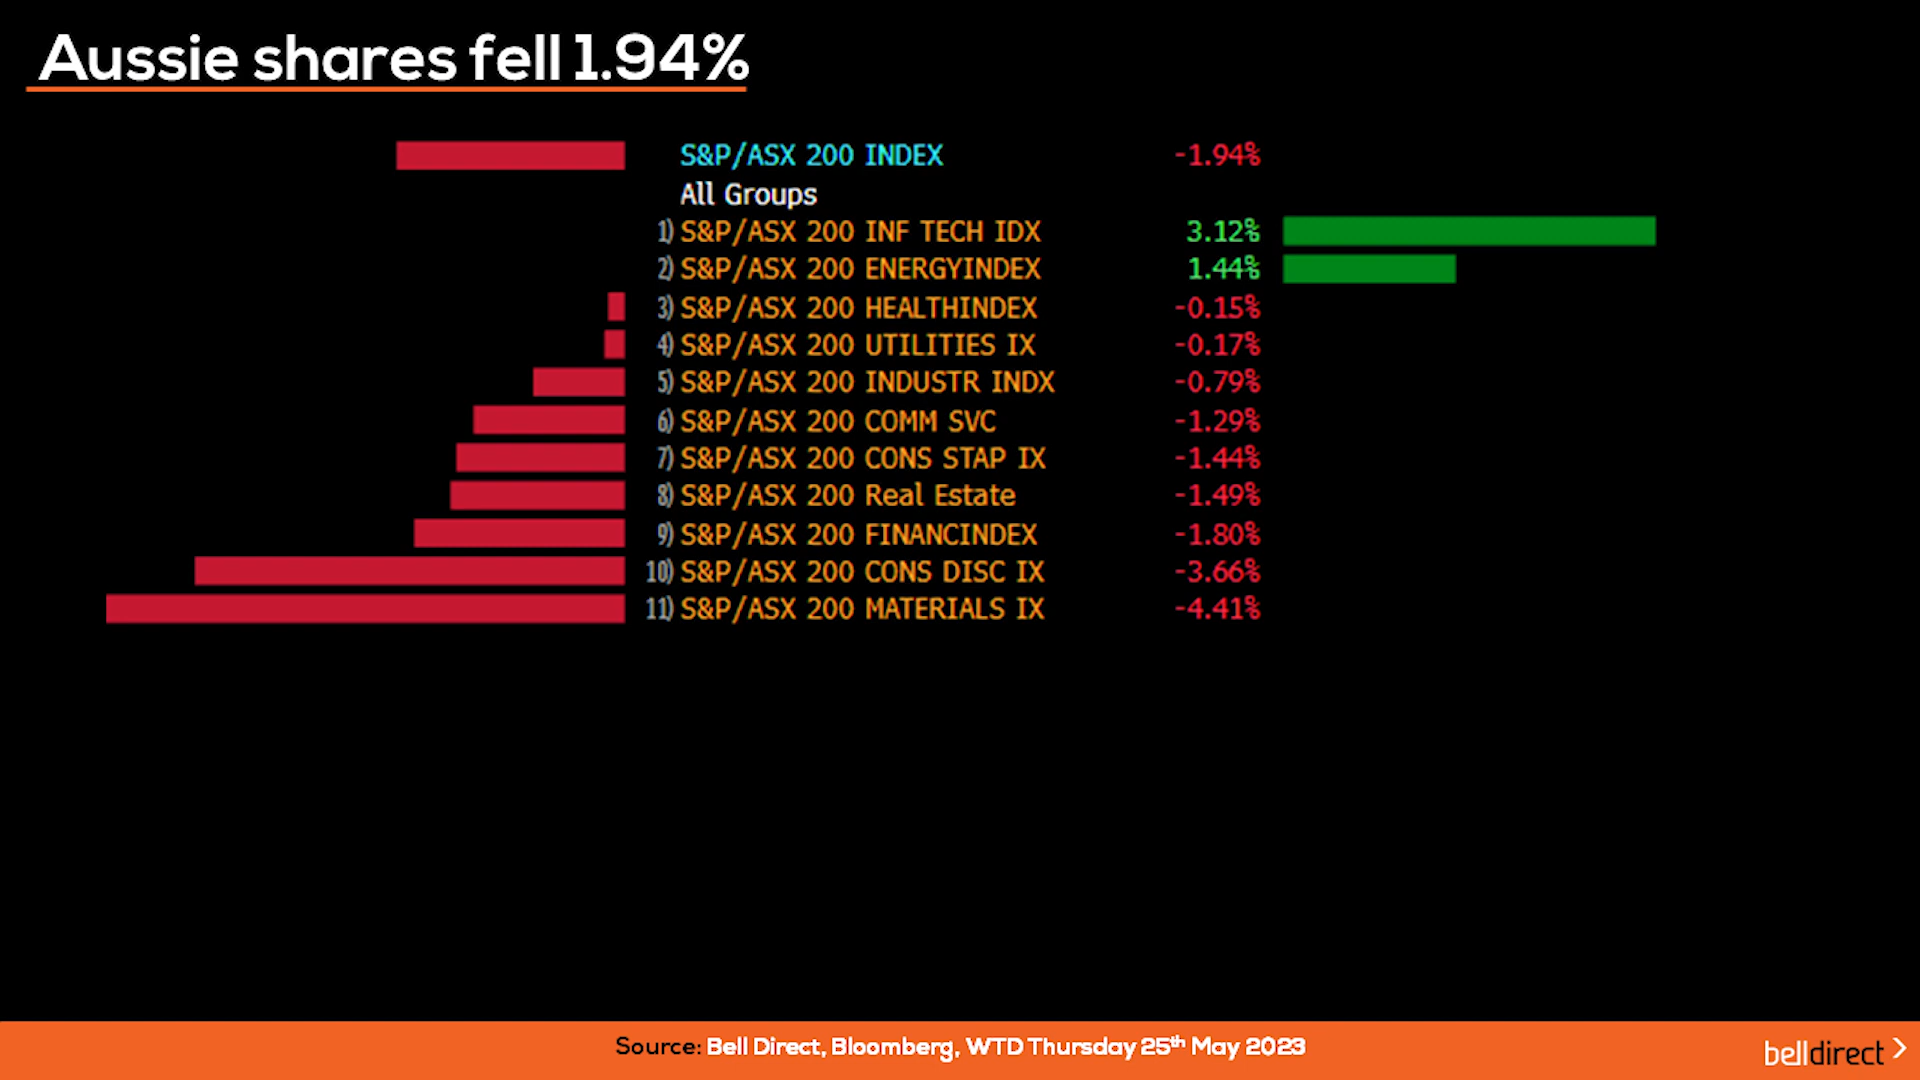 Aussie shares fell 1.94%
S&P/ASX 200 INDEX -1.94%
All Groups
1) S&P/ASX 200 INF TECH IDX 3.12%
2) S&P/ASX 200 ENERGYINDEX 1.44%
3) S&P/ASX 200 HEALTHINDEX -0.15%
4) S&P/ASX 200 UTILITIES IX -0.17%
5) S&P/ASX 200 INDUSTR INDX -0.79%
6) S&P/ASX 200 COMM SVC -1.29%
7) S&P/ASX 200 CONS STAP IX -1.44%
8) S&P/ASX 200 Real Estate -1.49%
9) S&P/ASX 200 FINANCINDEX -1.80%
10) S&P/ASX 200 CONS DISC IX -3.66%
11) S&P/ASX 200 MATERIALS IX -4.41%
Source: Bell Direct, Bloomberg, WTD Thursday 25th May 2023
belldirect